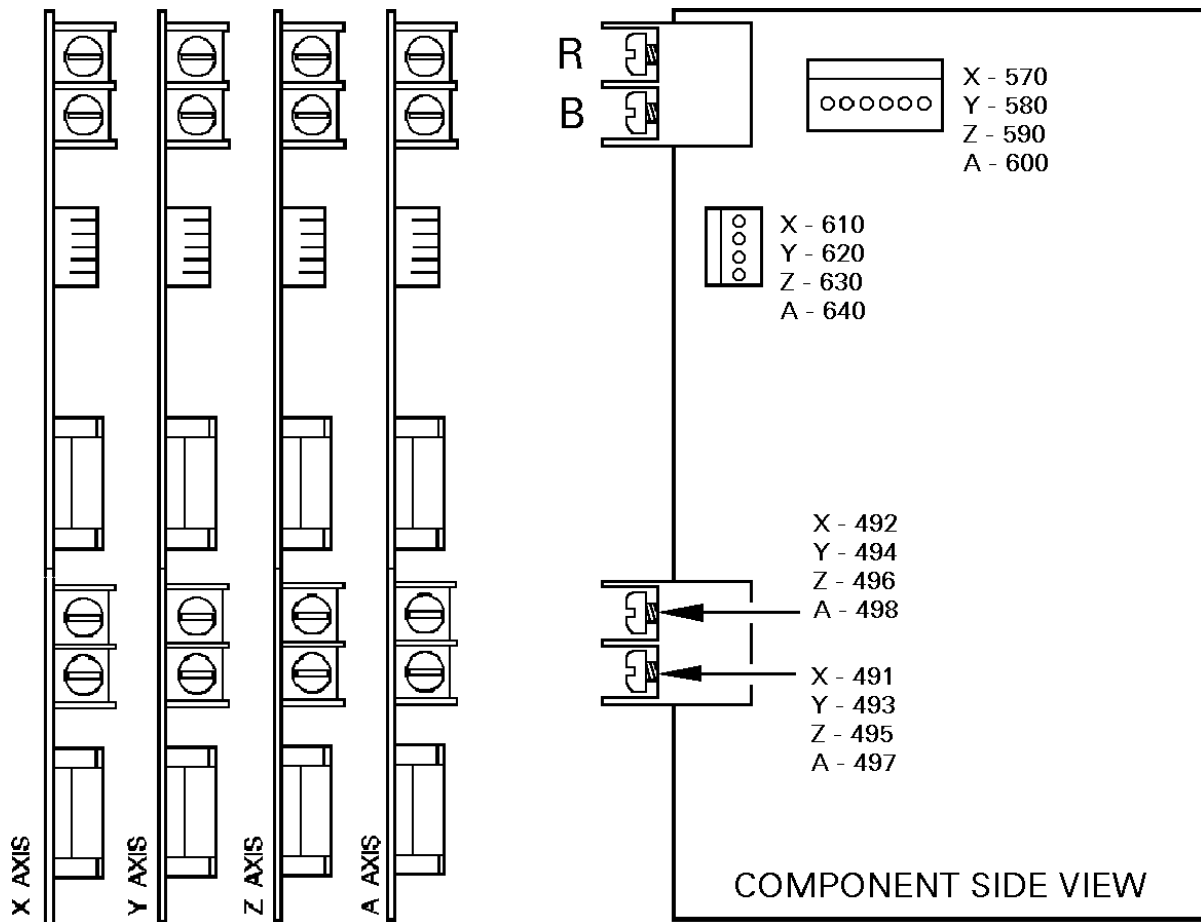 R
B
X - 570
Y - 580
Z - 590
A - 600
X - 610
Y - 620
Z - 630
A - 640
X - 492
Y - 494
Z - 496
A - 498
X - 491
Y - 493
Z - 495
A - 497
X AXIS
Y AXIS
Z AXIS
A AXIS
COMPONENT SIDE VIEW